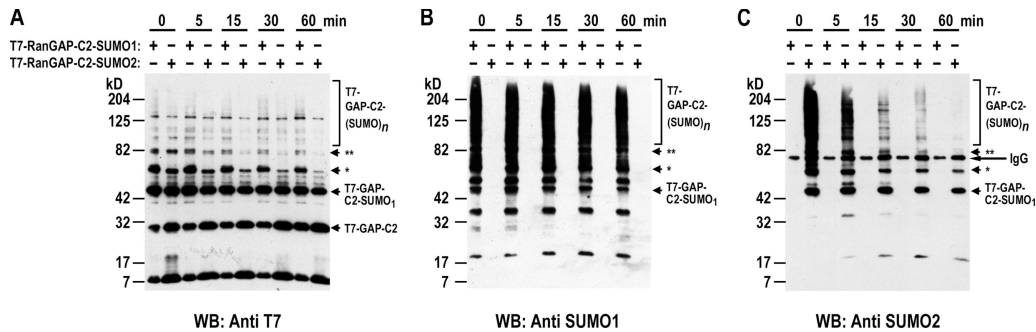 A
0 5 15 30 60 min
T7-RanGAP-C2-SUMO1: + - + - + - + - + -
T7-RanGAP-C2-SUMO2: - + - + - + - + - +
kD
204
125
82
42
32
17
7
T7-
GAP-C2-
(SUMO)n
**
*
T7-GAP-
C2-SUMO1
T7-GAP-C2
WB: Anti T7
B
0 5 15 30 60 min
+ - + - + - + - + -
- + - + - + - + - +
kD
204
125
82
42
32
17
7
T7-
GAP-C2-
(SUMO)n
**
*
T7-GAP-
C2-SUMO1
WB: Anti SUMO1
C
0 5 15 30 60 min
+ - + - + - + - + -
- + - + - + - + - +
kD
204
125
82
42
32
17
7
T7-
GAP-C2-
(SUMO)n
**
IgG
*
T7-GAP-
C2-SUMO1
WB: Anti SUMO2